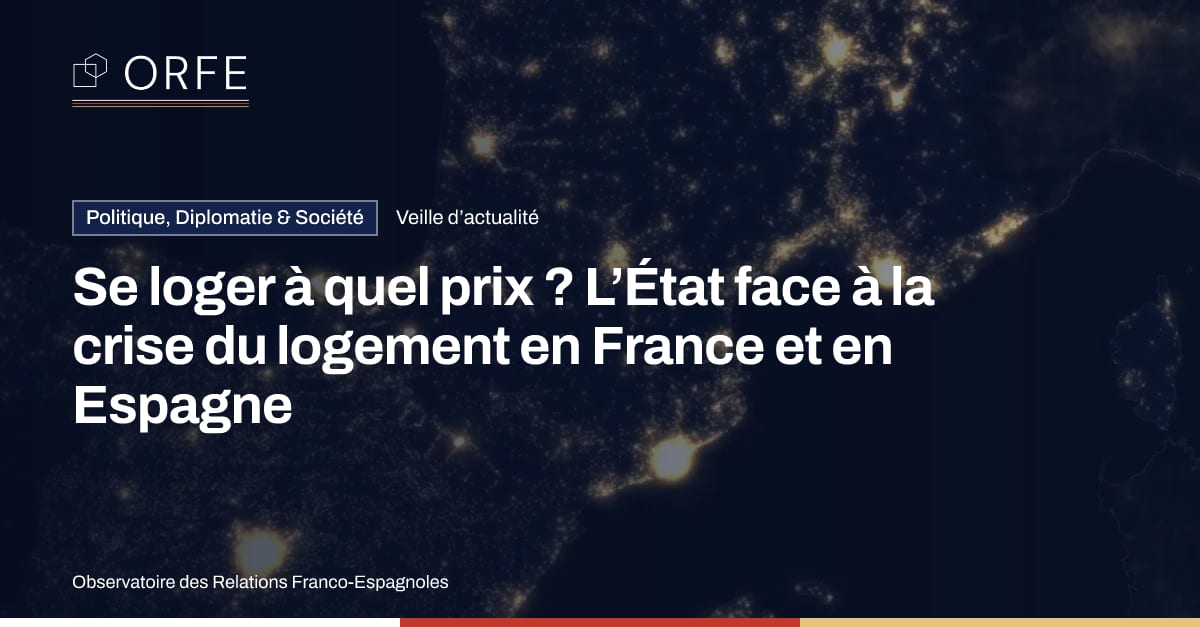 ORFE
Politique, Diplomatie & Société
Veille d’actualité
Se loger à quel prix ? L’État face à la
crise du logement en France et en
Espagne
Observatoire des Relations Franco-Espagnoles